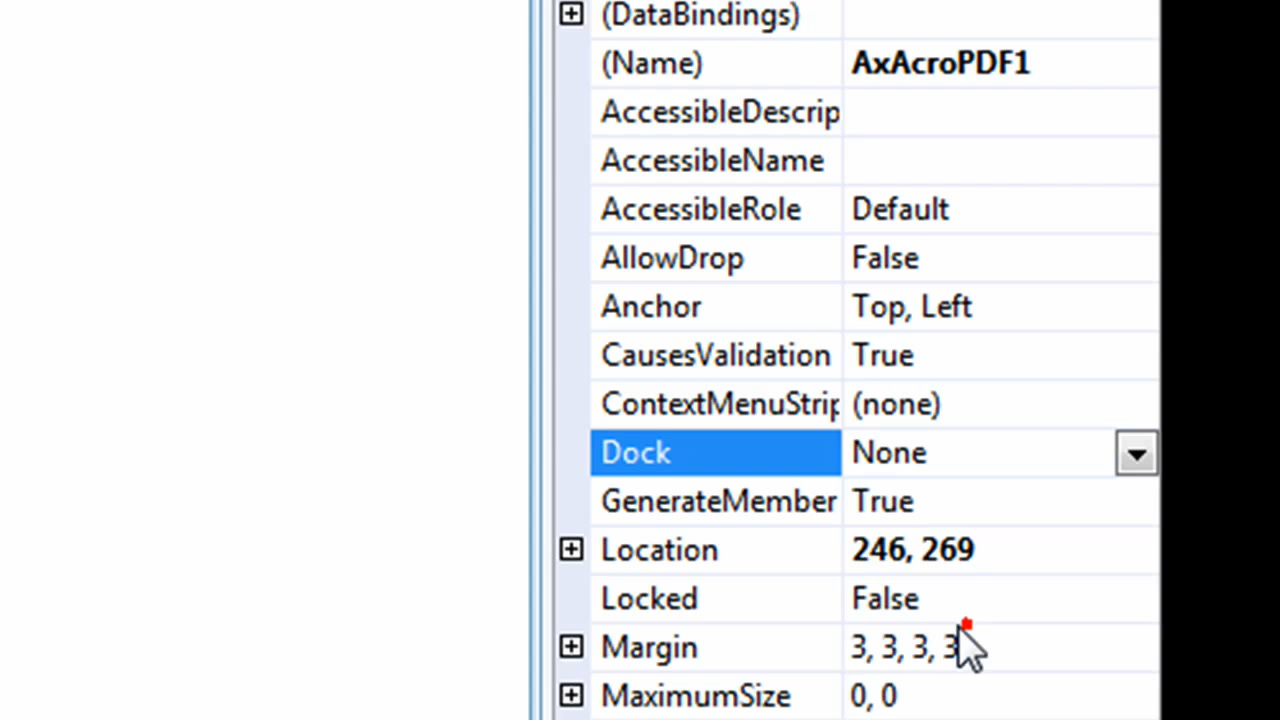 (DataBindings)
(Name) AxAcroPDF1
AccessibleDescrip
AccessibleName
AccessibleRole Default
AllowDrop False
Anchor Top, Left
CausesValidation True
ContextMenuStrip (none)
Dock None
GenerateMember True
Location 246, 269
Locked False
Margin 3, 3, 3, 3
MaximumSize 0, 0